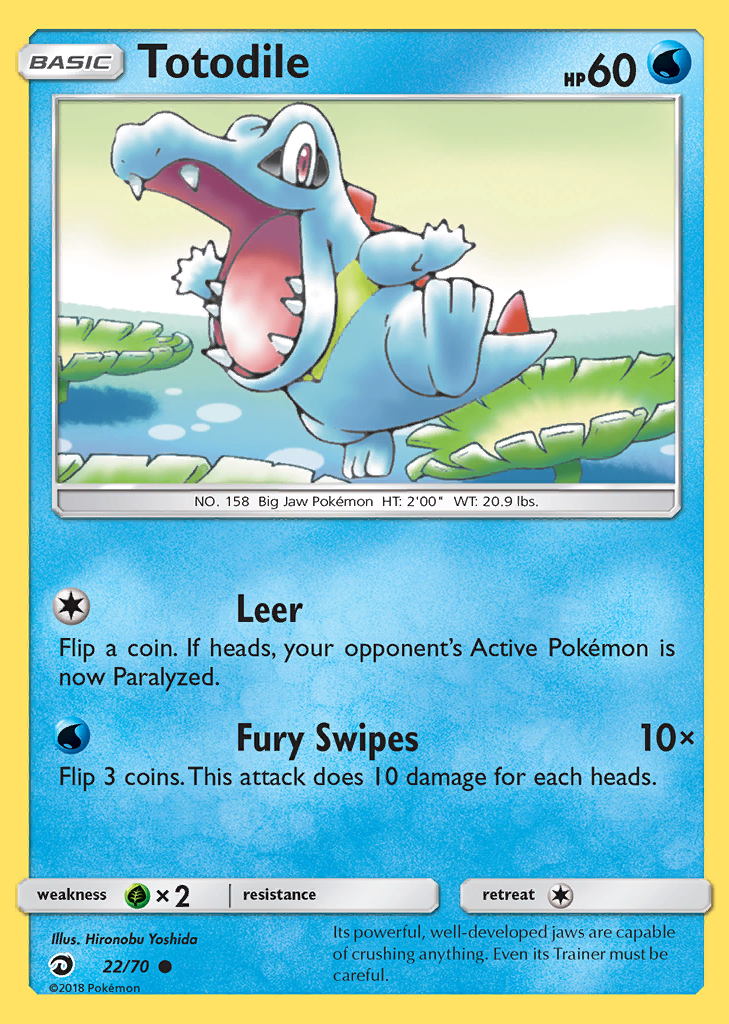 BASIC Totodile HP60
NO. 158 Big Jaw Pokémon HT: 2'00" WT: 20.9 lbs.
Leer
Flip a coin. If heads, your opponent's Active Pokémon is
now Paralyzed.
Fury Swipes 10×
Flip 3 coins. This attack does 10 damage for each heads.
weakness ×2 resistance retreat
Illus. Hironobu Yoshida
22/70
©2018 Pokémon
Its powerful, well-developed jaws are capable
of crushing anything. Even its Trainer must be
careful.